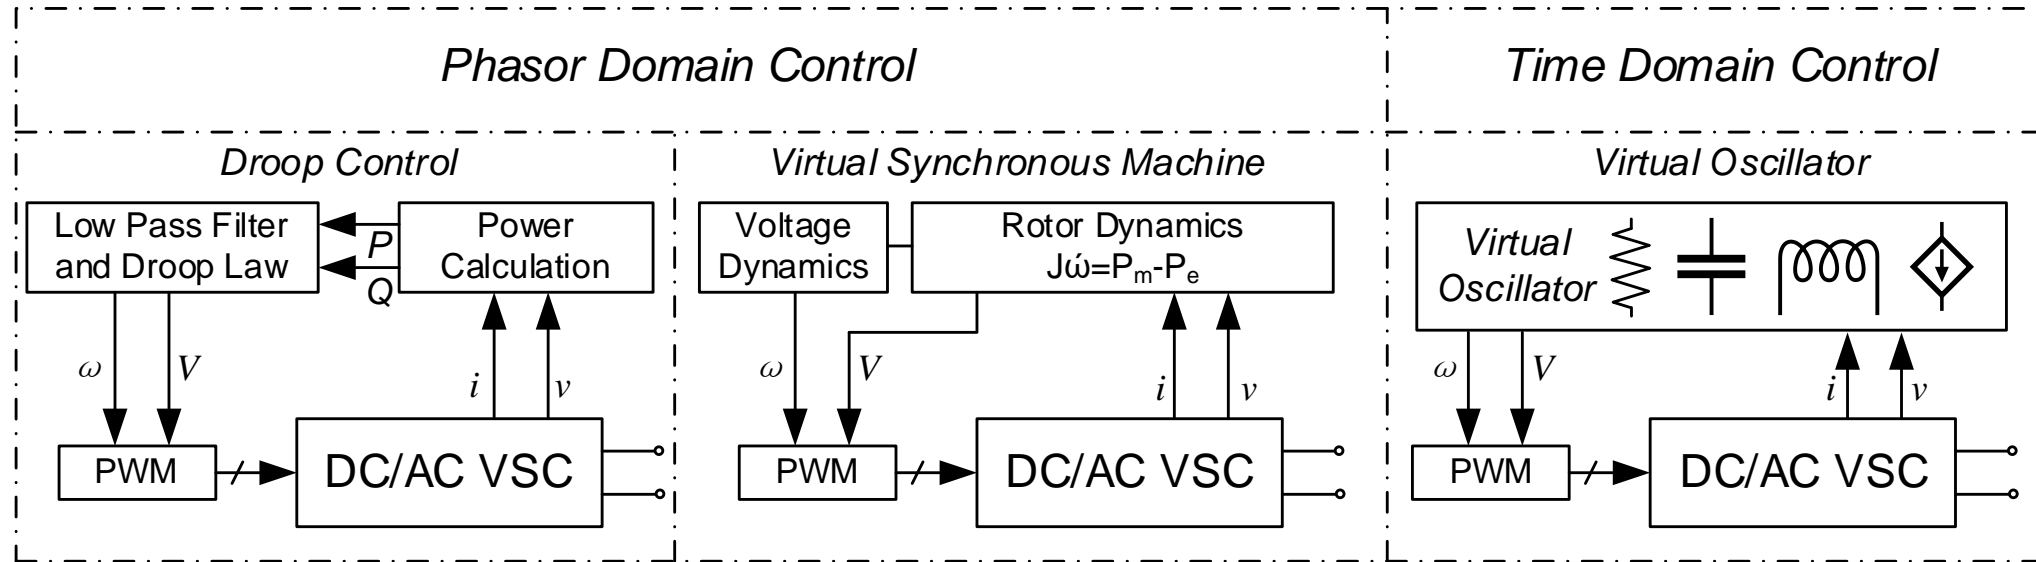 Phasor Domain Control
Time Domain Control
Droop Control
Low Pass Filter
and Droop Law
P
Q
Power
Calculation
ω
V
i
v
PWM
DC/AC VSC
Virtual Synchronous Machine
Voltage
Dynamics
Rotor Dynamics
Jώ=Pₘ-Pₑ
ω
V
i
v
PWM
DC/AC VSC
Virtual Oscillator
Virtual
Oscillator
ω
V
i
v
PWM
DC/AC VSC